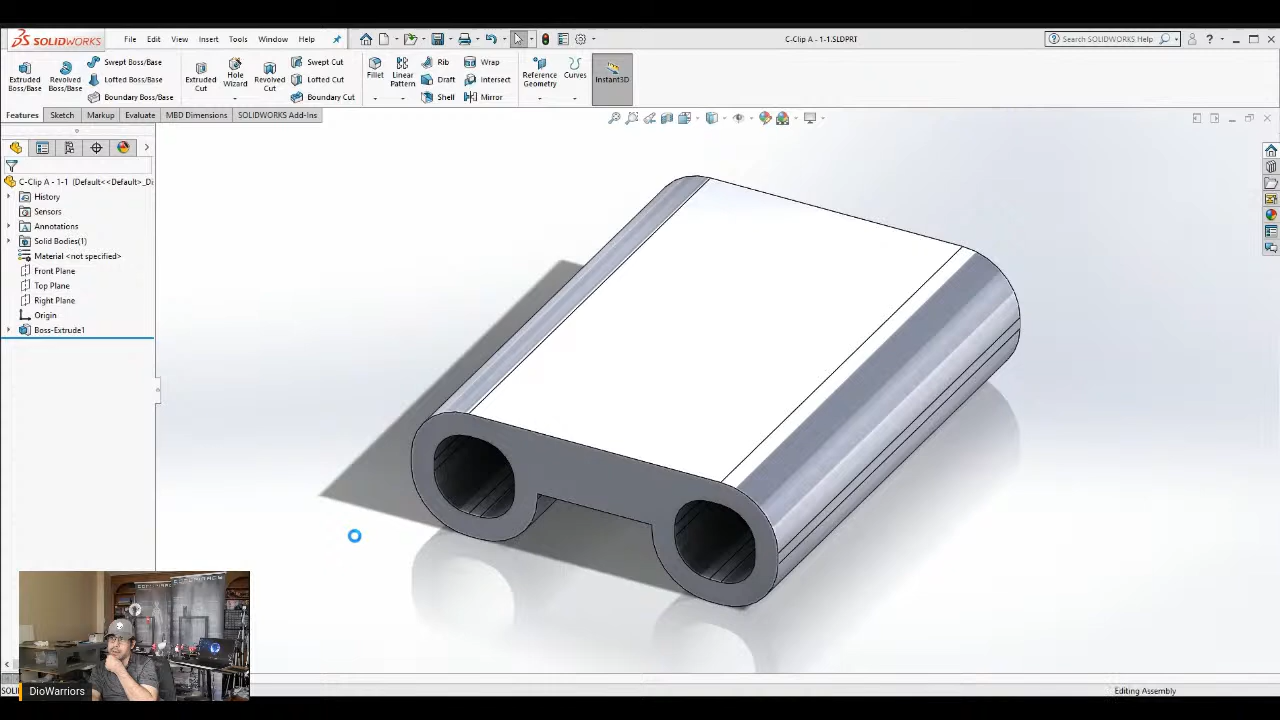 SOLIDWORKS
File Edit View Insert Tools Window Help
C-Clip A - 1-1.SLDPRT
Search SOLIDWORKS Help
Extruded Boss/Base
Revolved Boss/Base
Swept Boss/Base
Lofted Boss/Base
Boundary Boss/Base
Extruded Cut
Hole Wizard
Revolved Cut
Swept Cut
Lofted Cut
Boundary Cut
Fillet
Linear Pattern
Rib
Draft
Shell
Wrap
Intersect
Mirror
Reference Geometry
Curves
Instant3D
Features Sketch Markup Evaluate MBD Dimensions SOLIDWORKS Add-Ins
C-Clip A - 1-1 (Default<<Default>_Di
History
Sensors
Annotations
Solid Bodies(1)
Material <not specified>
Front Plane
Top Plane
Right Plane
Origin
Boss-Extrude1
DioWarriors
Editing Assembly